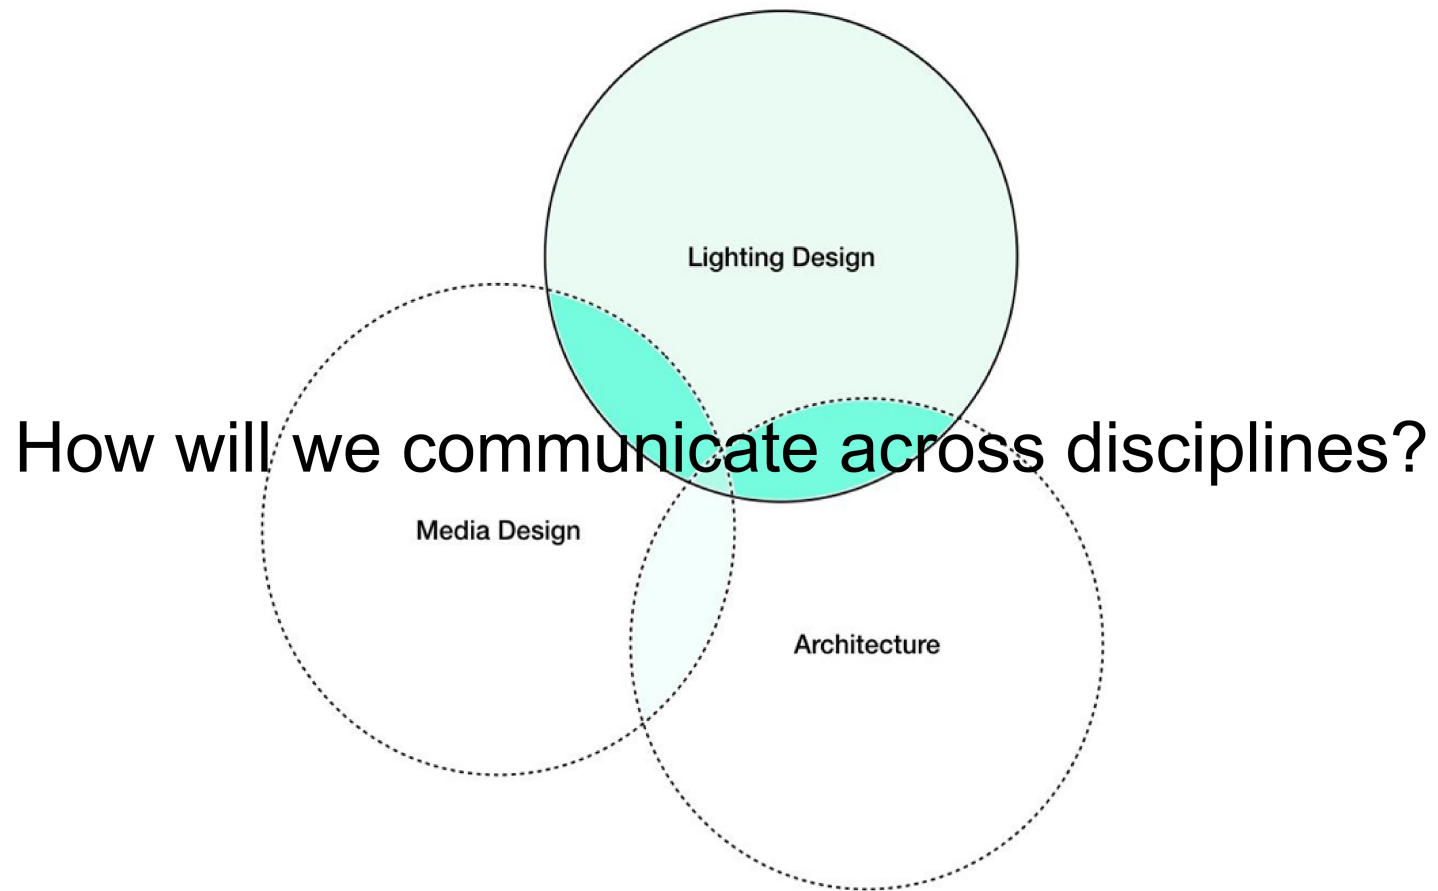 Lighting Design
How will we communicate across disciplines?
Media Design
Architecture